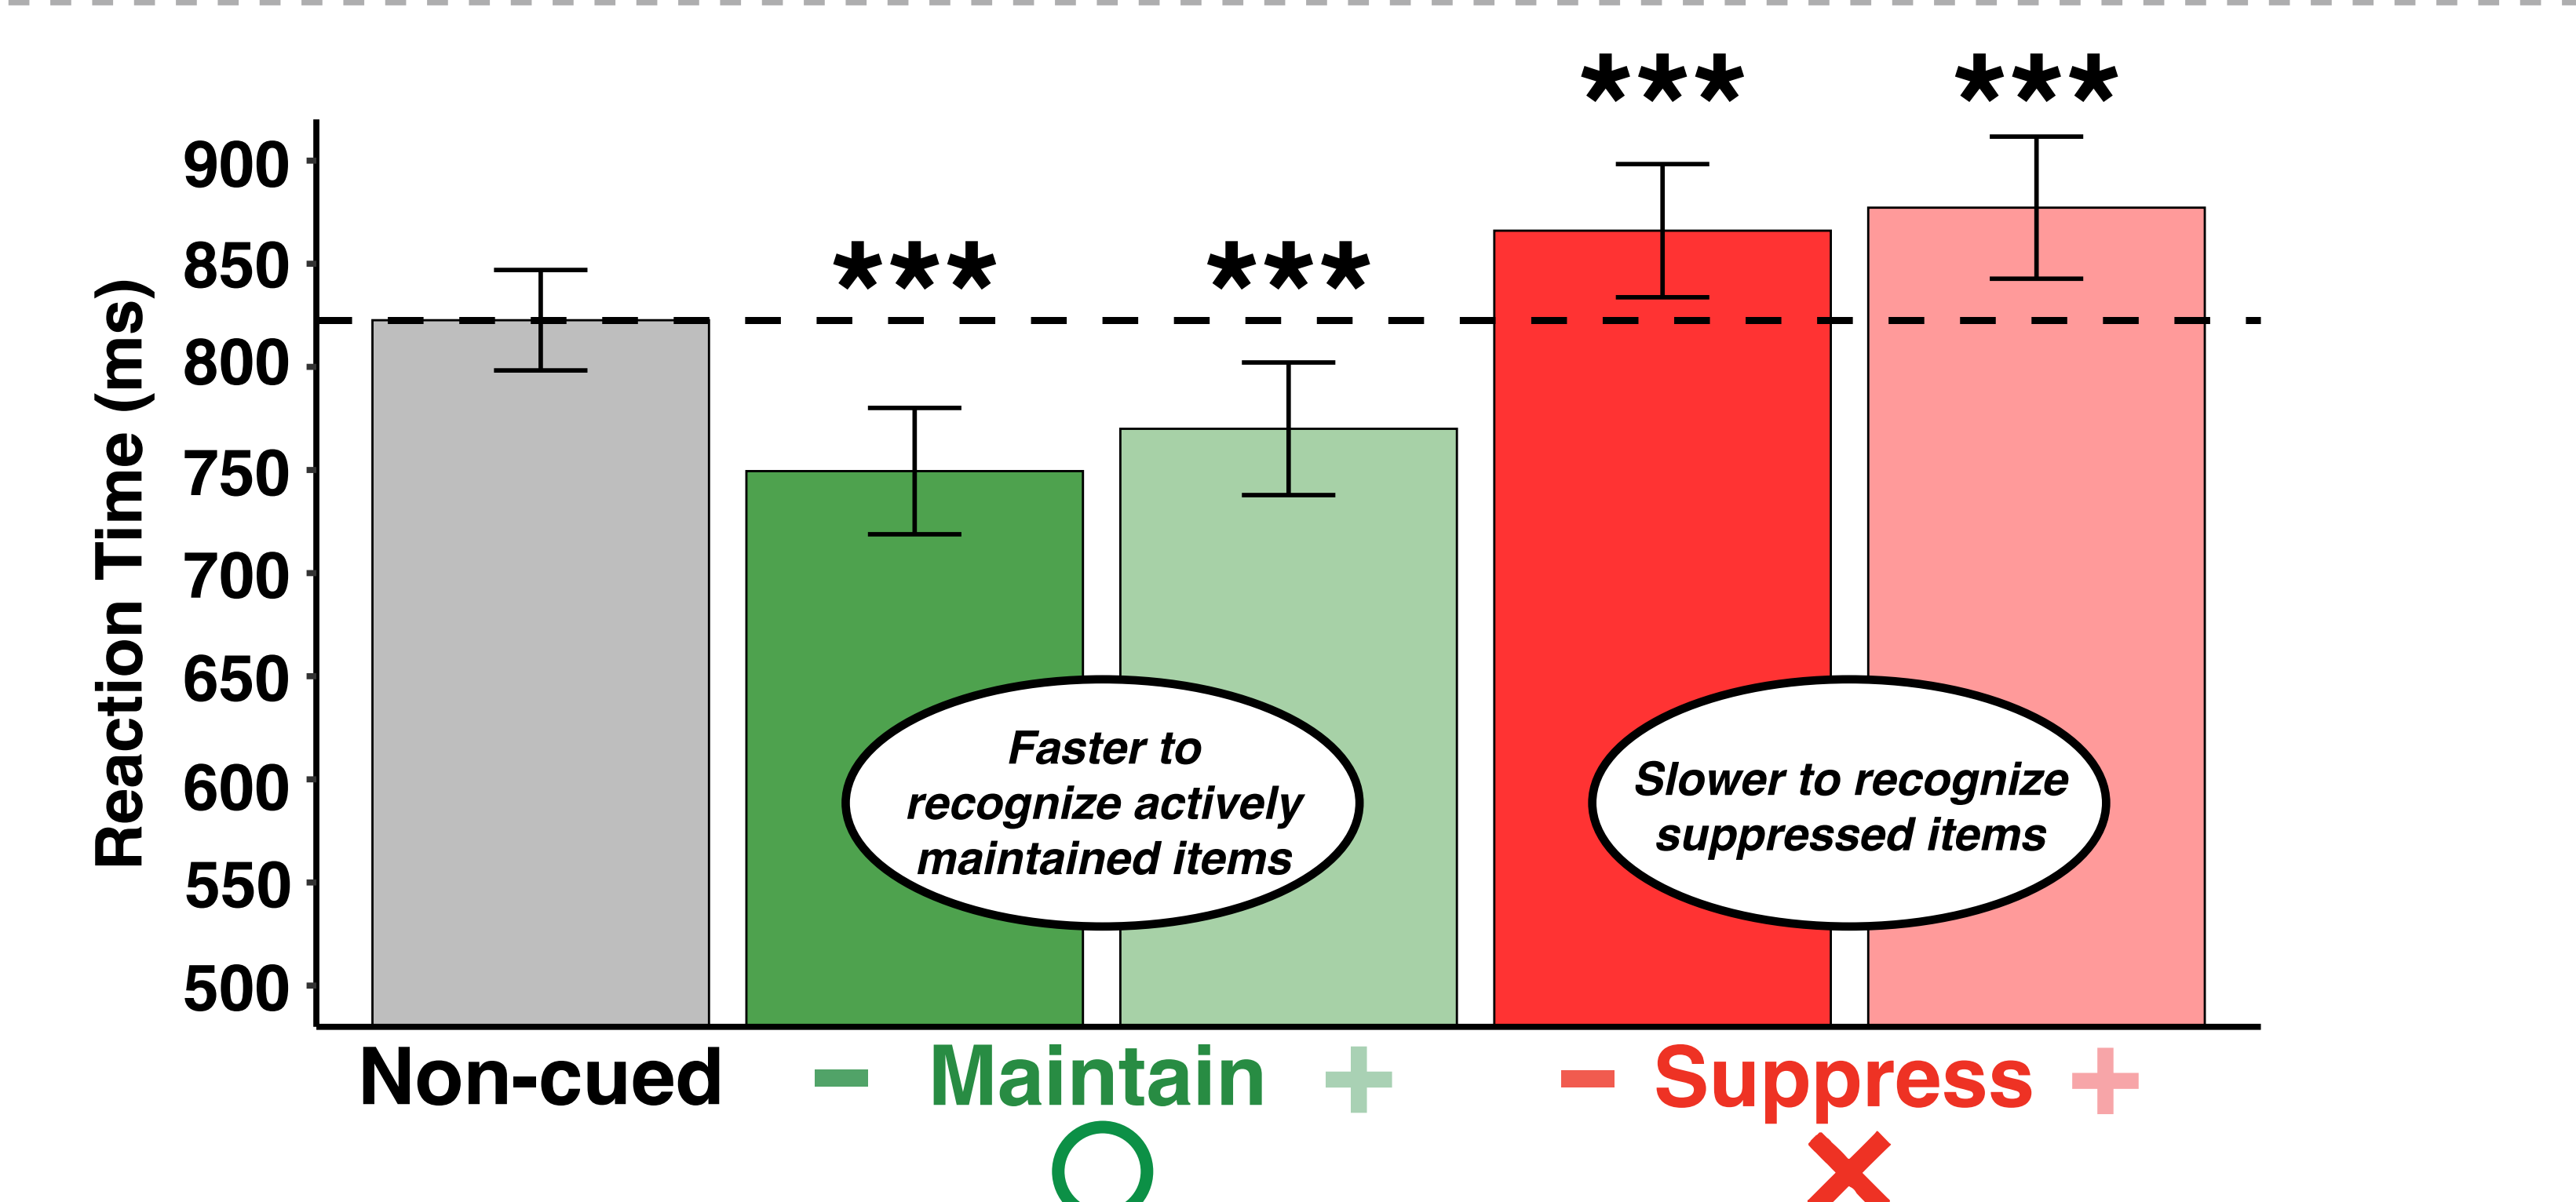 *** ***
*** ***
900
850
800
750
700
650
600
550
500
Reaction Time (ms)
Faster to
recognize actively
maintained items
Slower to recognize
suppressed items
Non-cued − Maintain + − Suppress +